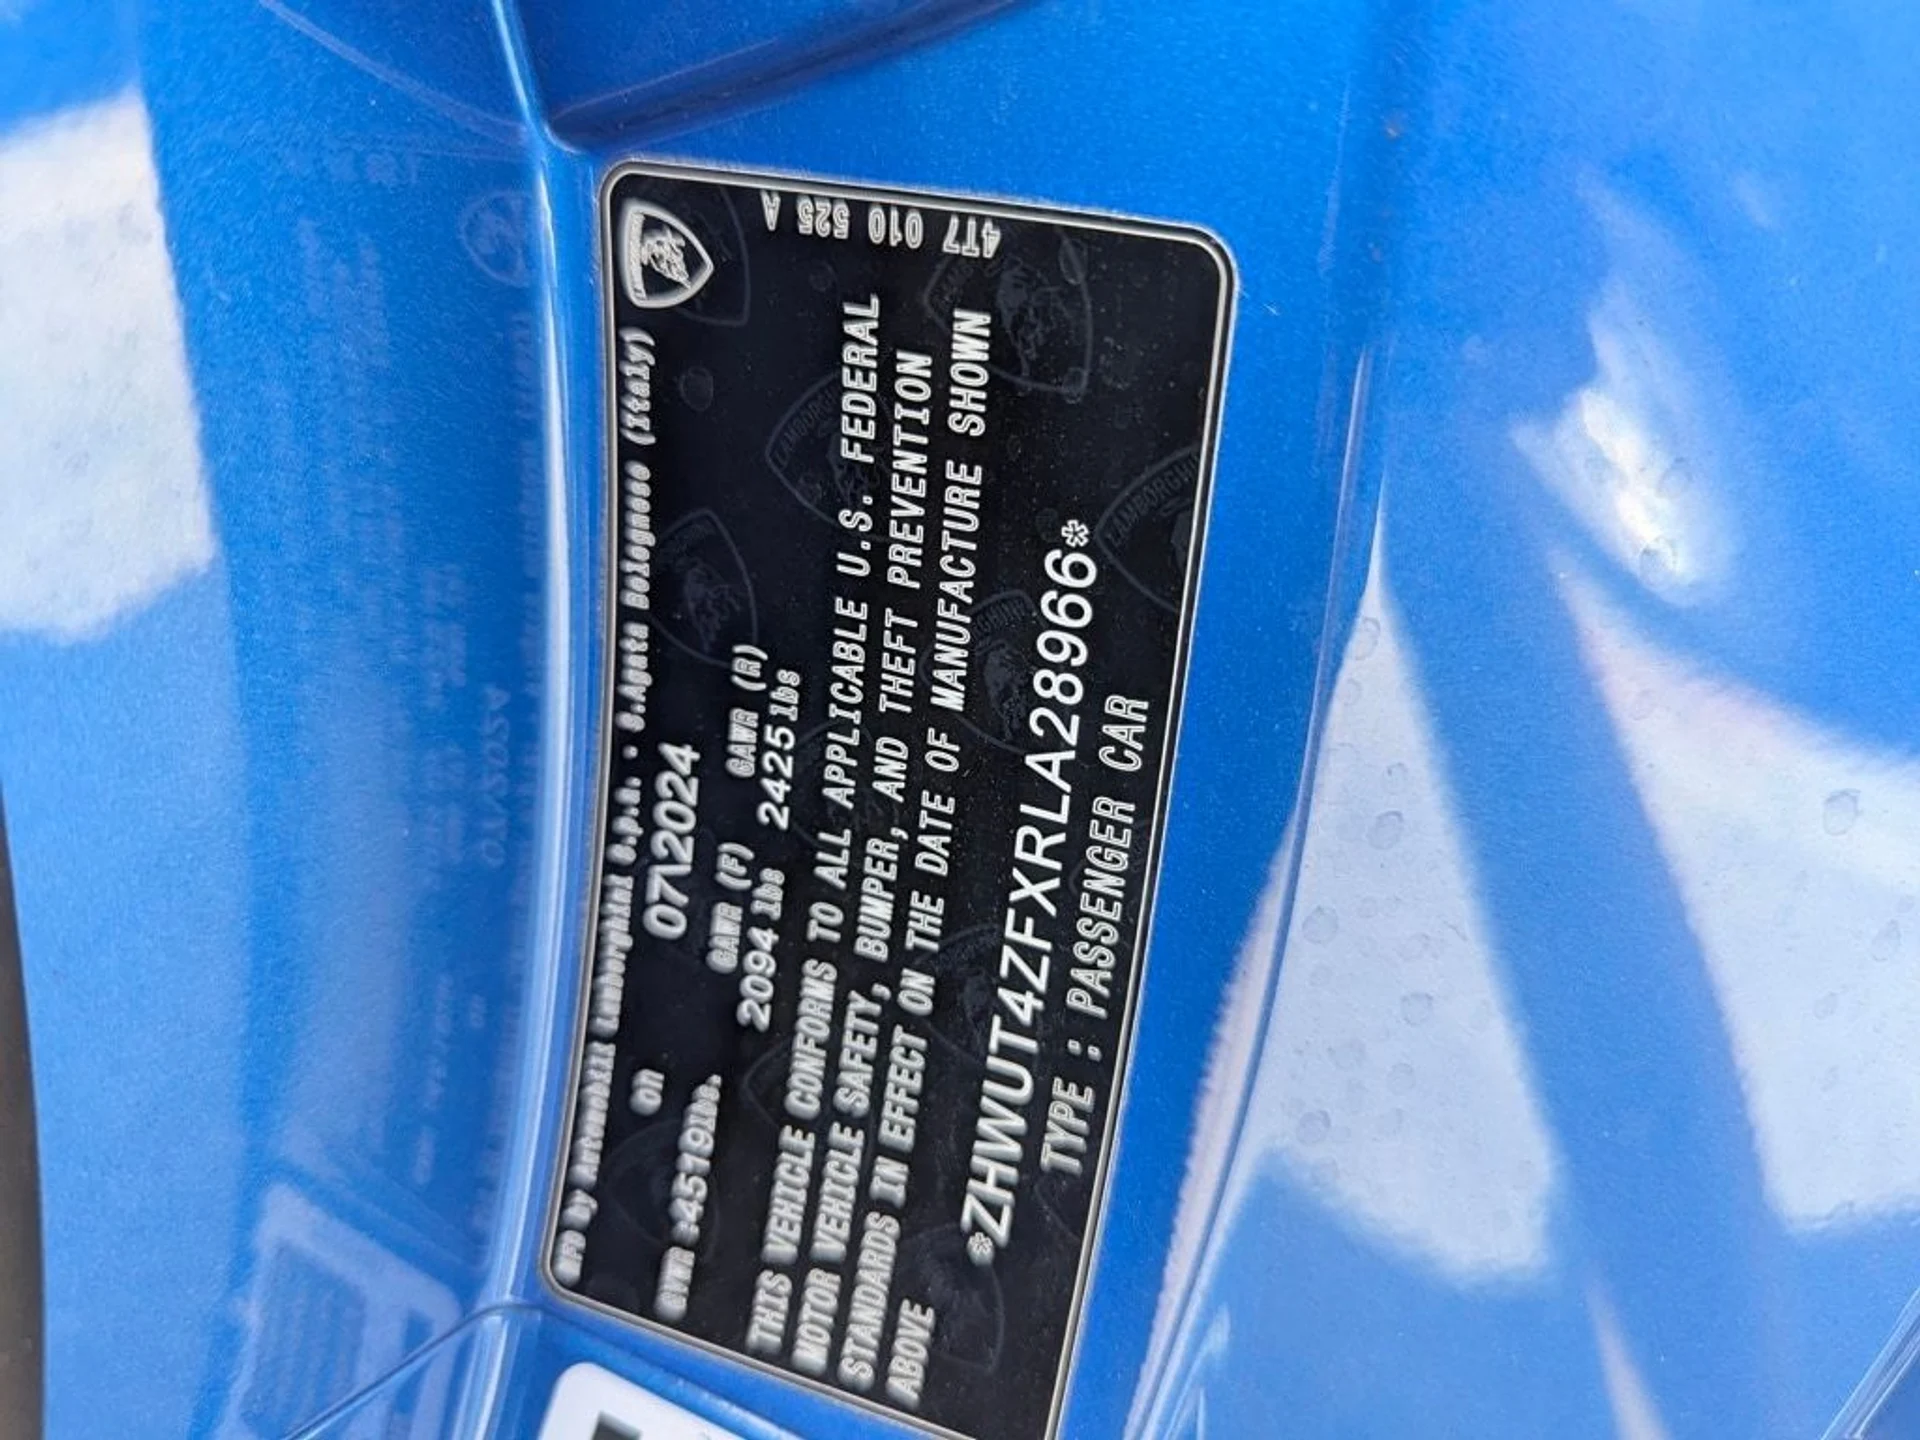 MFD by Automobili Lamborghini S.p.A. - S.Agata Bolognese (Italy)
on 07\2024
GVWR :4519lbs. GAWR (F) GAWR (R)
2094 lbs 2425 lbs
THIS VEHICLE CONFORMS TO ALL APPLICABLE U.S. FEDERAL
MOTOR VEHICLE SAFETY, BUMPER, AND THEFT PREVENTION
STANDARDS IN EFFECT ON THE DATE OF MANUFACTURE SHOWN
ABOVE
*ZHWUT4ZFXRLA28966*
TYPE : PASSENGER CAR
4T7 010 525 A
LAMBORGHINI